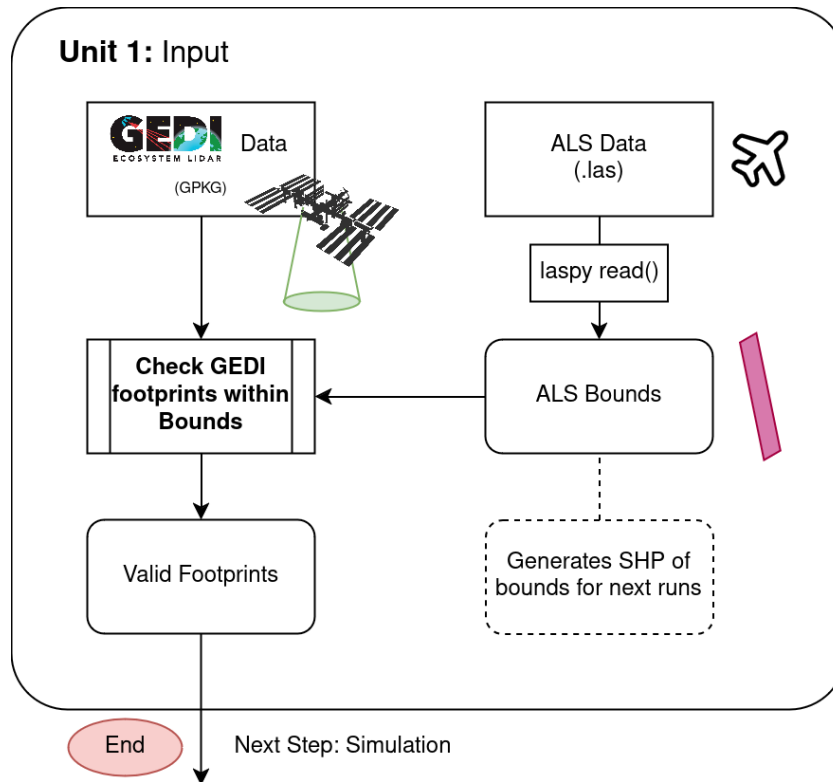 Unit 1: Input
GEDI Data
ECOSYSTEM LIDAR
(GPKG)
ALS Data
(.las)
laspy read()
Check GEDI
footprints within
Bounds
ALS Bounds
Valid Footprints
Generates SHP of
bounds for next runs
End
Next Step: Simulation